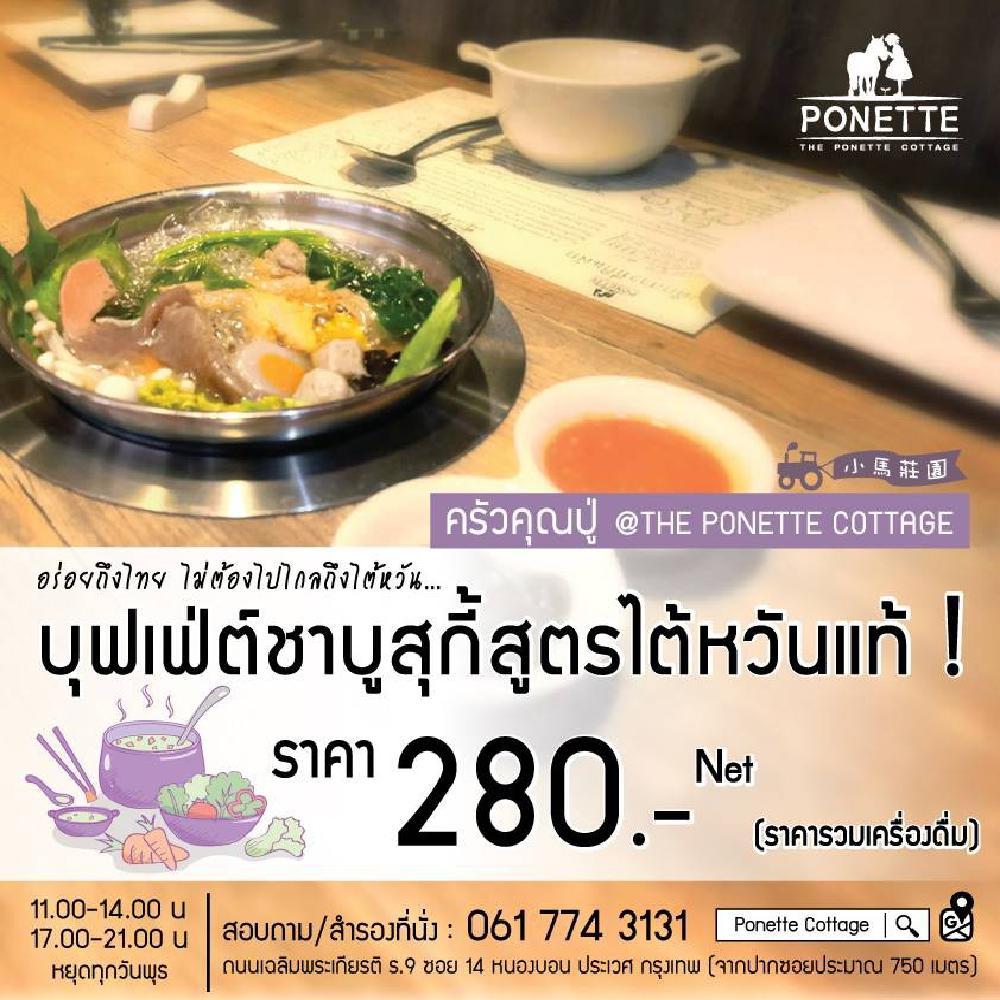 PONETTE
THE PONETTE COTTAGE
小馬莊園
ครัวคุณปู่ @THE PONETTE COTTAGE
อร่อยถึงไทย ไม่ต้องไปไกลถึงไต้หวัน...
บุฟเฟ่ต์ชาบูสุกี้สูตรไต้หวันแท้ !
ราคา 280.- Net
(ราคารวมเครื่องดื่ม)
11.00-14.00 น
17.00-21.00 น
หยุดทุกวันพุธ
สอบถาม/สำรองที่นั่ง : 061 774 3131
Ponette Cottage
ถนนเฉลิมพระเกียรติ ร.9 ซอย 14 หนองบอน ประเวศ กรุงเทพ (จากปากซอยประมาณ 750 เมตร)